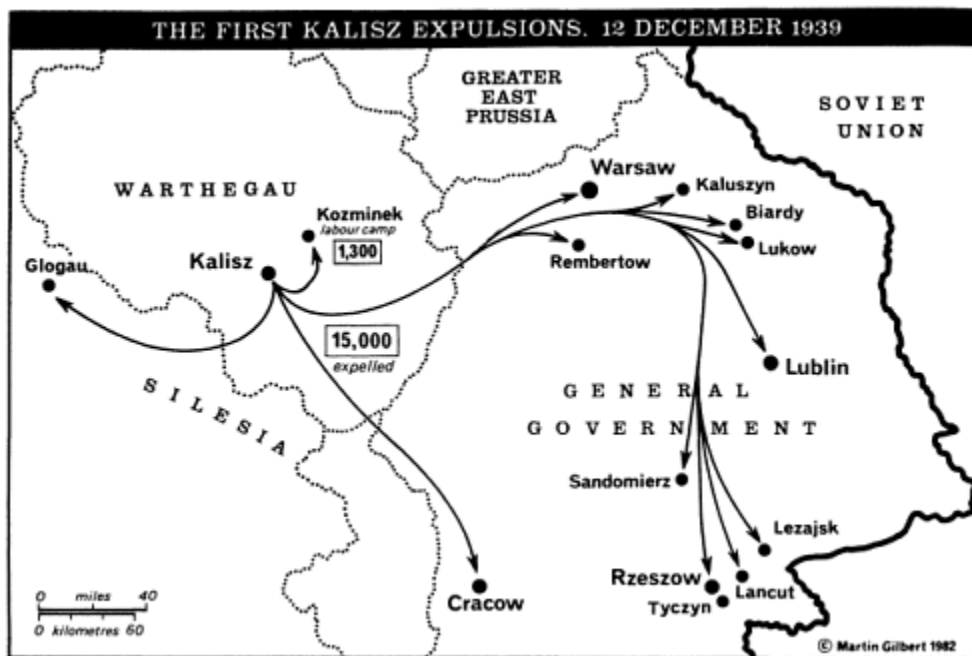 THE FIRST KALISZ EXPULSIONS. 12 DECEMBER 1939
GREATER
EAST
PRUSSIA
SOVIET
UNION
WARTHEGAU
Warsaw
Kaluszyn
Kozminek
labour camp
1,300
Biardy
Lukow
Rembertow
Kalisz
Glogau
15,000
expelled
Lublin
SILESIA
GENERAL
GOVERNMENT
Sandomierz
Lezajsk
Rzeszow
Lancut
Tyczyn
Cracow
0 miles 40
0 kilometres 60
© Martin Gilbert 1982